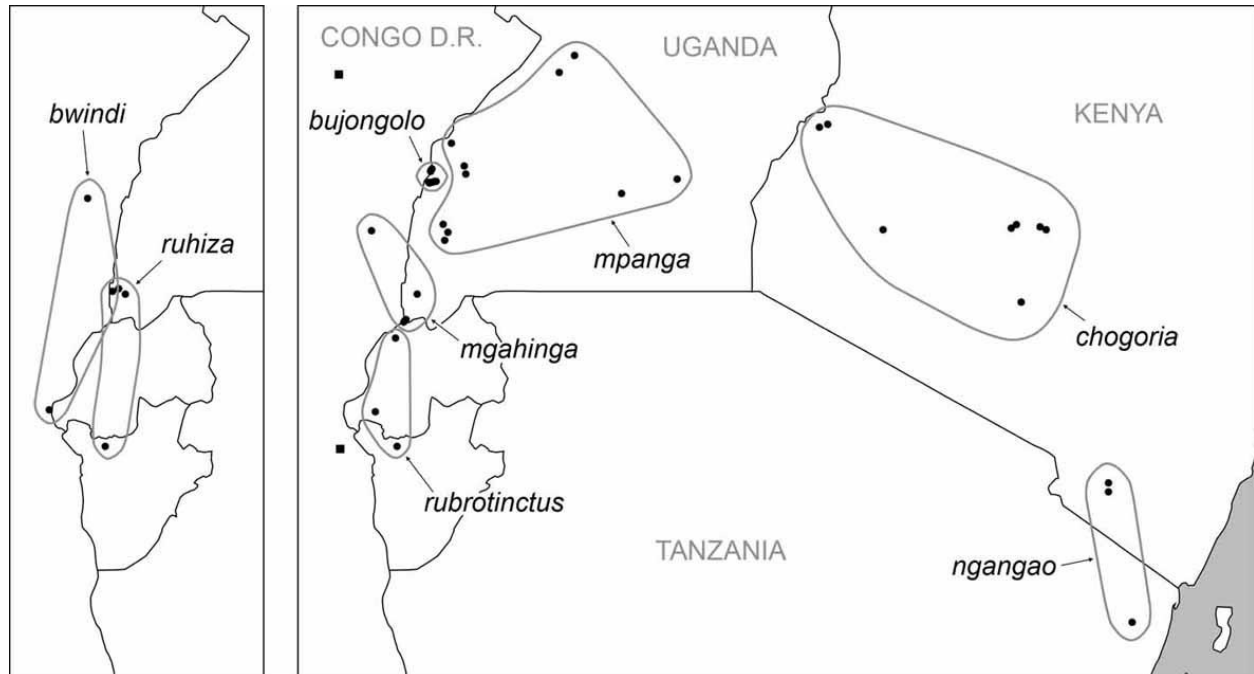 bwindi
ruhiza
CONGO D.R.
UGANDA
KENYA
bujongolo
mpanga
mgahinga
chogoria
rubrotinctus
TANZANIA
ngangao